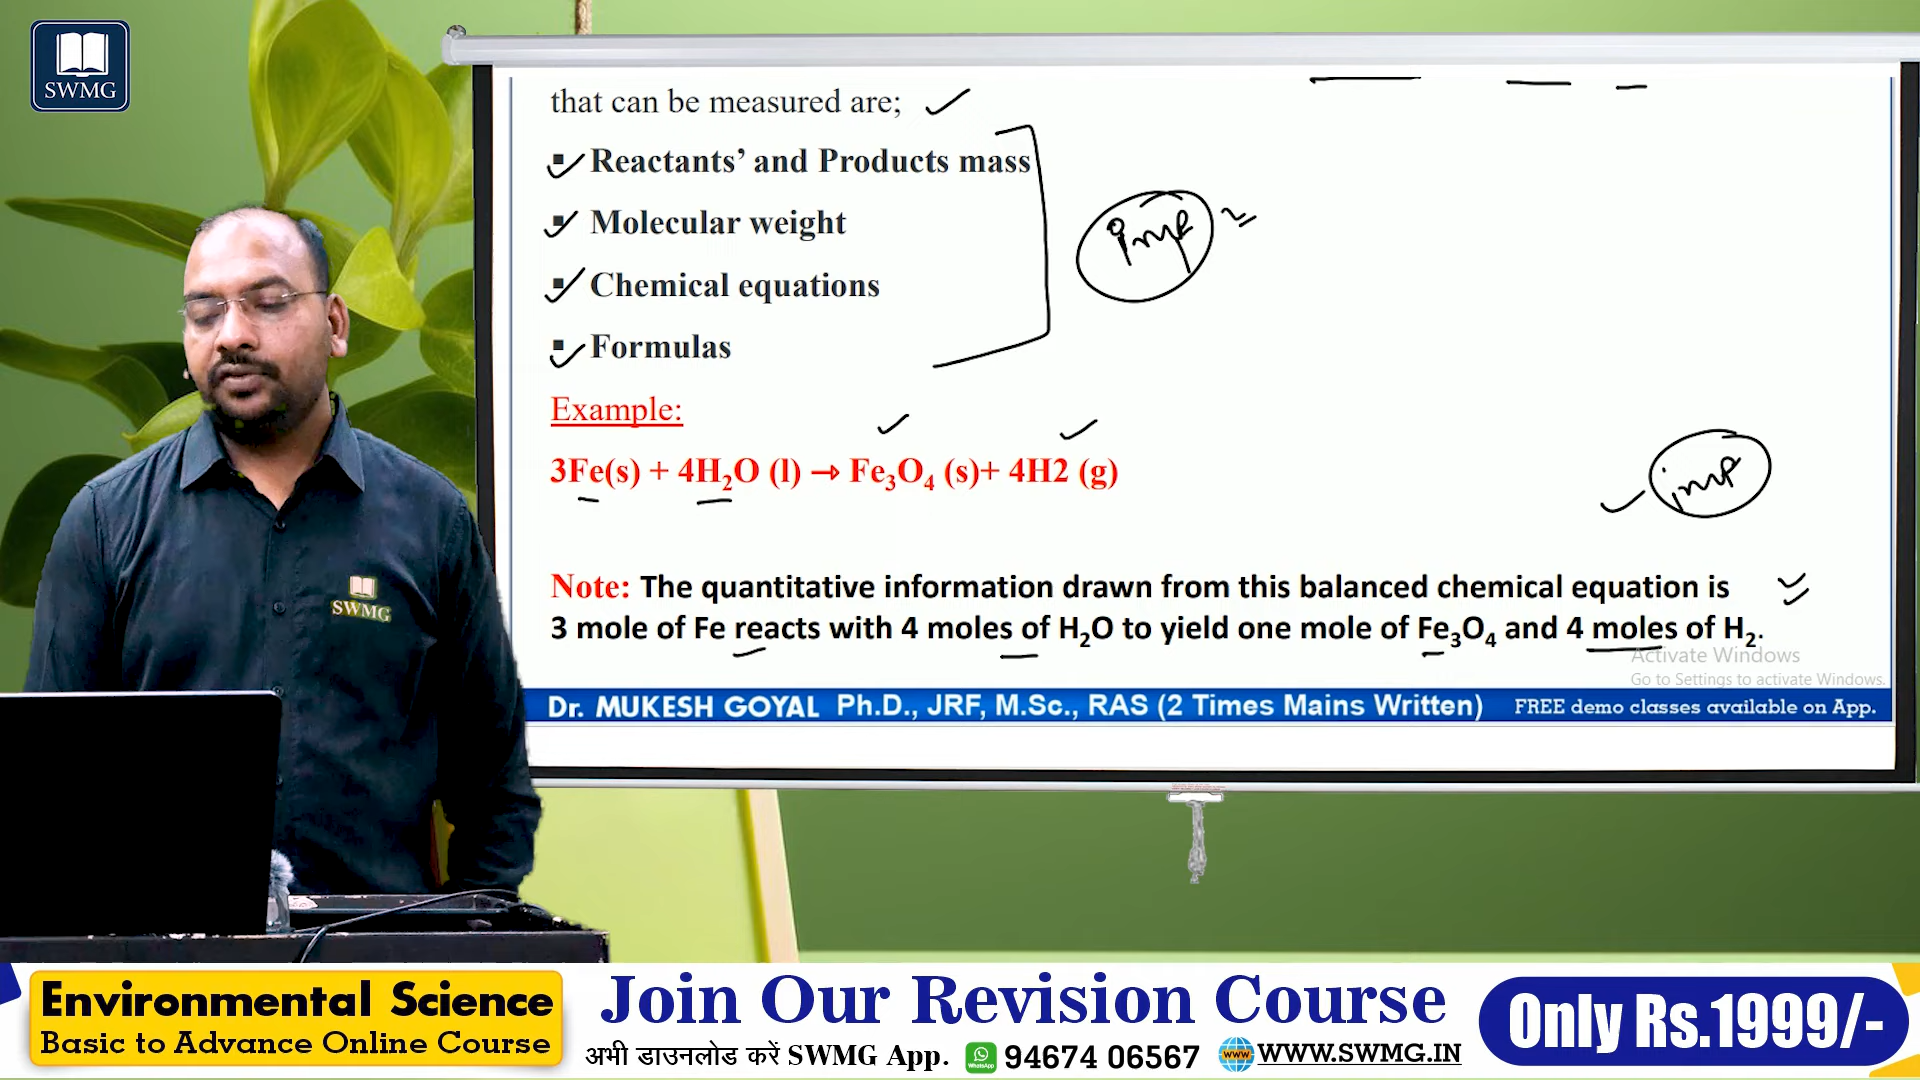 SWMG
that can be measured are;
▪ Reactants’ and Products mass
▪ Molecular weight
▪ Chemical equations
▪ Formulas
imp
Example:
3Fe(s) + 4H₂O (l) → Fe₃O₄ (s)+ 4H2 (g)
imp
Note: The quantitative information drawn from this balanced chemical equation is
3 mole of Fe reacts with 4 moles of H₂O to yield one mole of Fe₃O₄ and 4 moles of H₂.
Activate Windows
Go to Settings to activate Windows.
SWMG
Dr. MUKESH GOYAL Ph.D., JRF, M.Sc., RAS (2 Times Mains Written) FREE demo classes available on App.
Environmental Science
Basic to Advance Online Course
Join Our Revision Course
अभी डाउनलोड करें SWMG App. WhatsApp 94674 06567 www WWW.SWMG.IN
Only Rs.1999/-